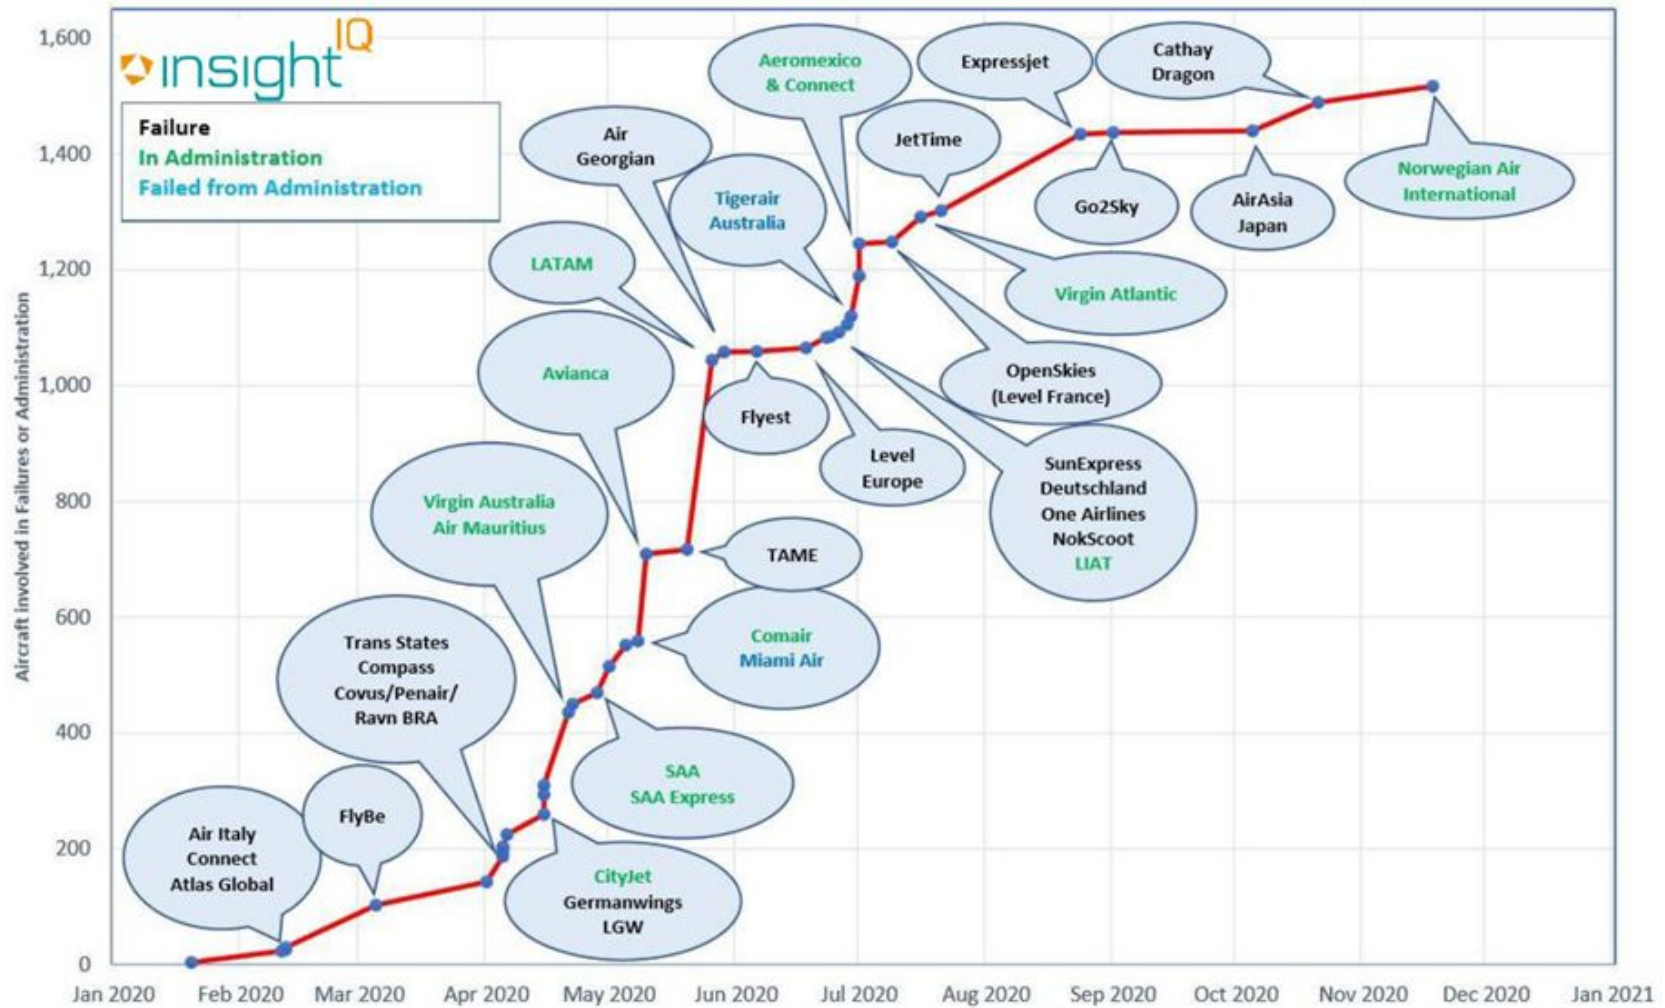 insight IQ
Failure
In Administration
Failed from Administration
Aircraft involved in Failures or Administration
1,600
1,400
1,200
1,000
800
600
400
200
0
Jan 2020
Feb 2020
Mar 2020
Apr 2020
May 2020
Jun 2020
Jul 2020
Aug 2020
Sep 2020
Oct 2020
Nov 2020
Dec 2020
Jan 2021
Air Italy
Connect
Atlas Global
FlyBe
Trans States
Compass
Covus/Penair/
Ravn BRA
CityJet
Germanwings
LGW
Virgin Australia
Air Mauritius
SAA
SAA Express
Comair
Miami Air
Avianca
TAME
LATAM
Air
Georgian
Flyest
Level
Europe
Tigerair
Australia
SunExpress
Deutschland
One Airlines
NokScoot
LIAT
Aeromexico
& Connect
OpenSkies
(Level France)
JetTime
Virgin Atlantic
Expressjet
Go2Sky
AirAsia
Japan
Cathay
Dragon
Norwegian Air
International